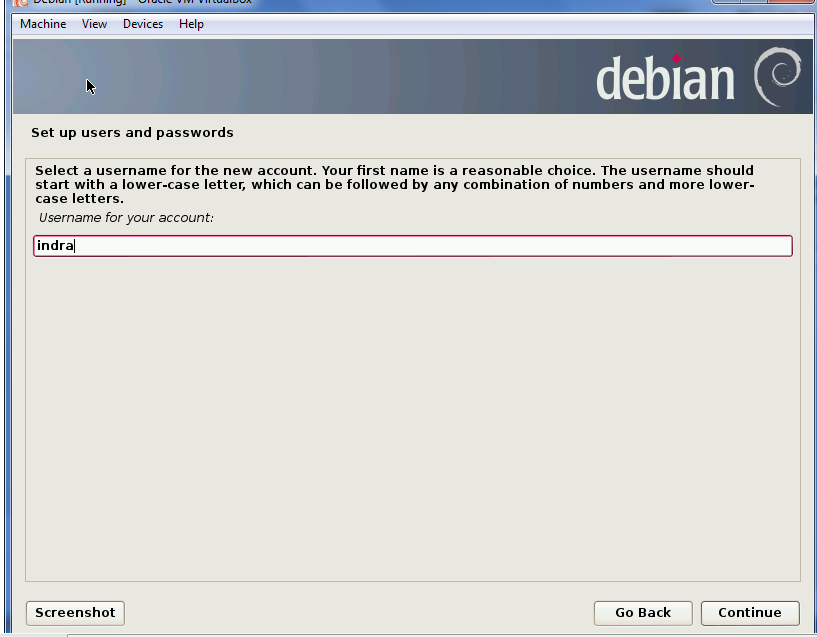 Debian [Running] - Oracle VM VirtualBox
Machine View Devices Help
debian
Set up users and passwords
Select a username for the new account. Your first name is a reasonable choice. The username should
start with a lower-case letter, which can be followed by any combination of numbers and more lower-
case letters.
Username for your account:
indra
Screenshot Go Back Continue